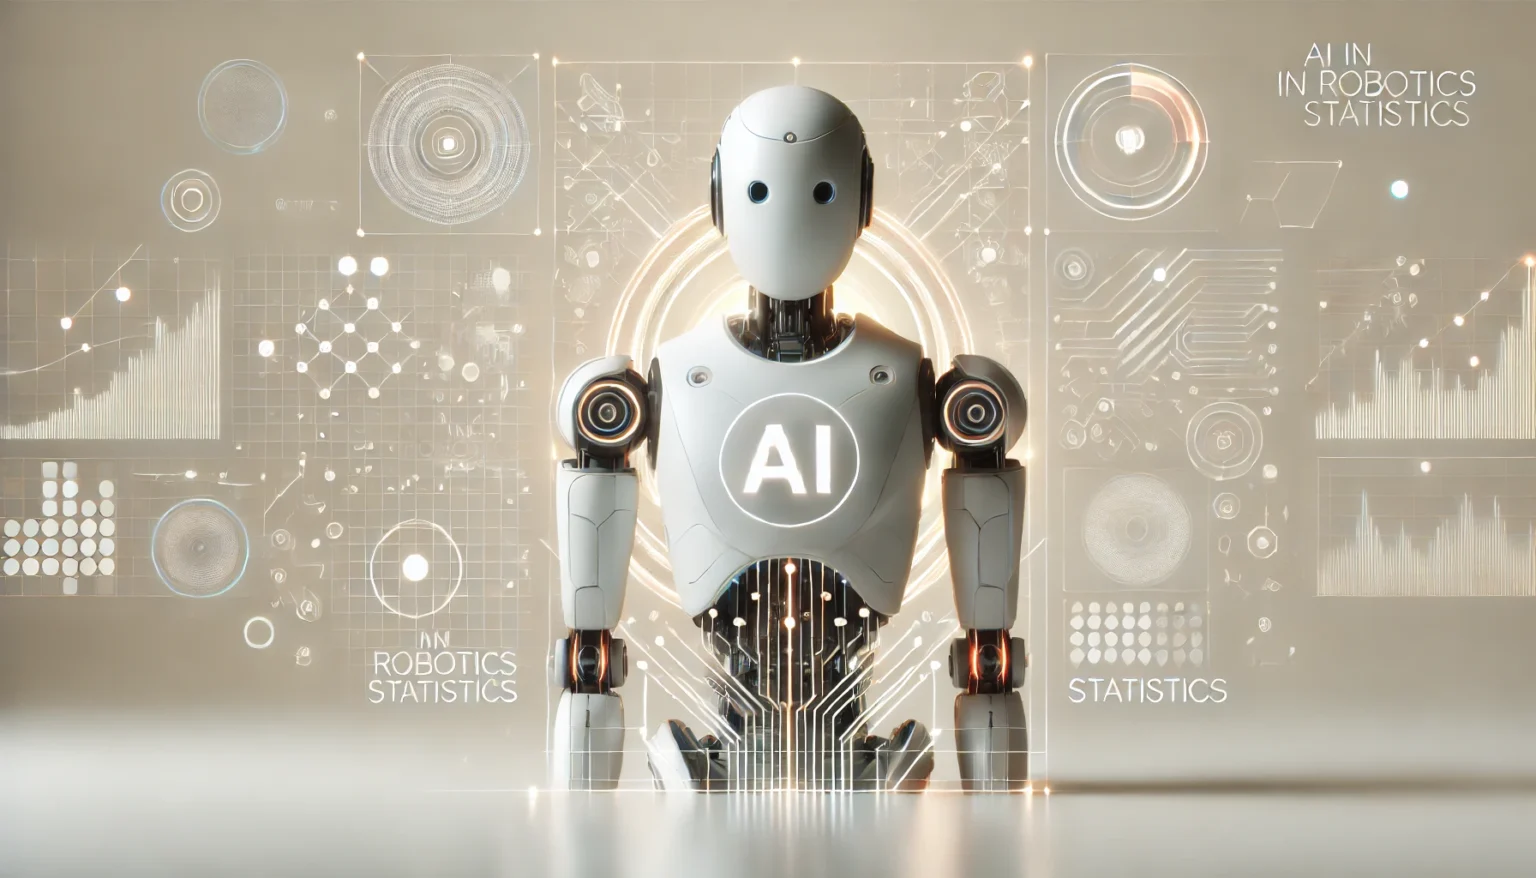 AI IN
IN ROBOTICS
STATISTICS
AI
IN
ROBOTICS
STATISTICS
STATISTICS